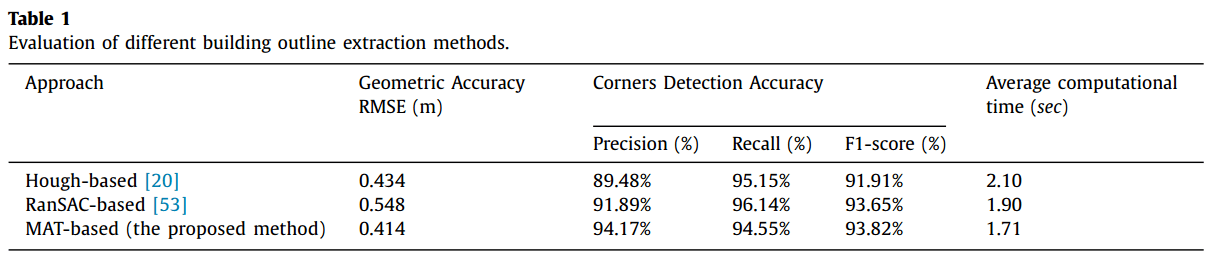 Table 1
Evaluation of different building outline extraction methods.
Approach Geometric Accuracy Corners Detection Accuracy Average computational
RMSE (m) time (sec)
Precision (%) Recall (%) F1-score (%)
Hough-based [20] 0.434 89.48% 95.15% 91.91% 2.10
RanSAC-based [53] 0.548 91.89% 96.14% 93.65% 1.90
MAT-based (the proposed method) 0.414 94.17% 94.55% 93.82% 1.71